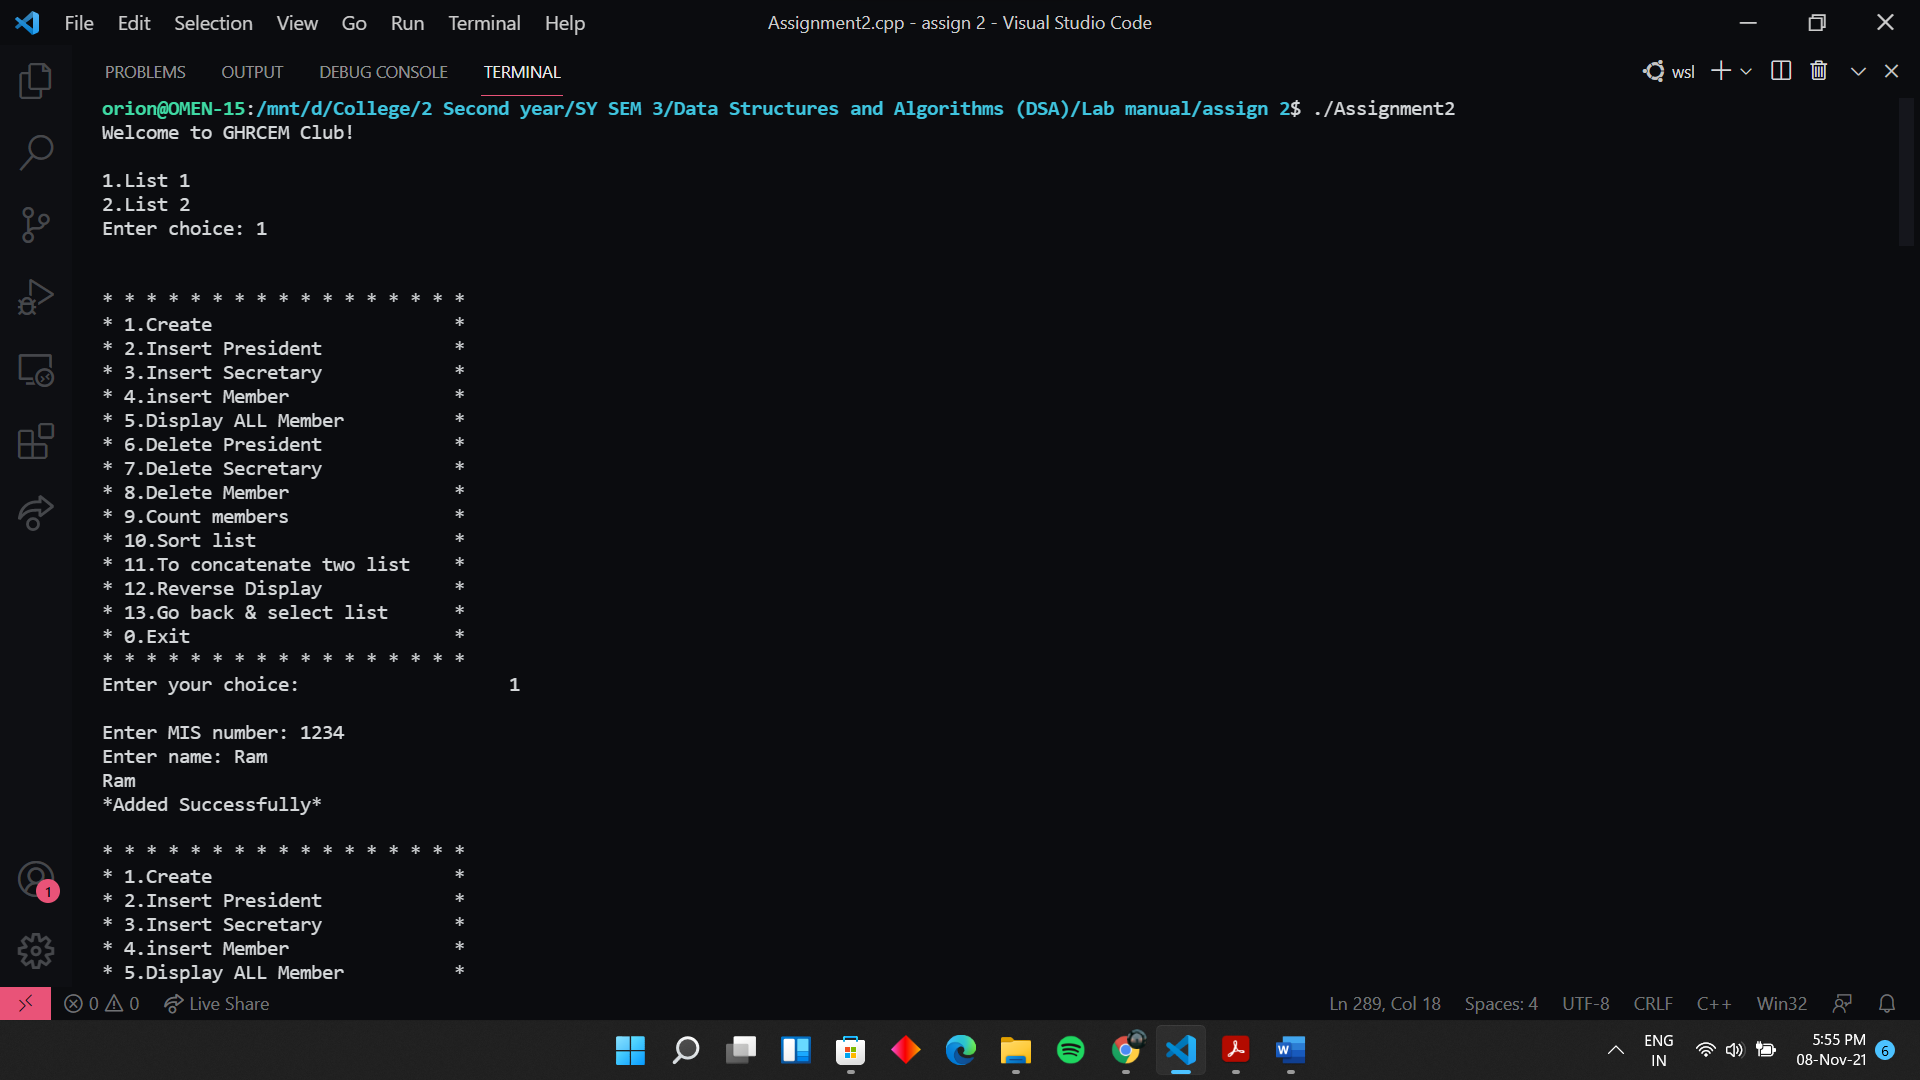 File Edit Selection View Go Run Terminal Help
Assignment2.cpp - assign 2 - Visual Studio Code
PROBLEMS OUTPUT DEBUG CONSOLE TERMINAL
wsl
orion@OMEN-15:/mnt/d/College/2 Second year/SY SEM 3/Data Structures and Algorithms (DSA)/Lab manual/assign 2$ ./Assignment2
Welcome to GHRCEM Club!
1.List 1
2.List 2
Enter choice: 1
* * * * * * * * * * * * * * * * *
* 1.Create *
* 2.Insert President *
* 3.Insert Secretary *
* 4.insert Member *
* 5.Display ALL Member *
* 6.Delete President *
* 7.Delete Secretary *
* 8.Delete Member *
* 9.Count members *
* 10.Sort list *
* 11.To concatenate two list *
* 12.Reverse Display *
* 13.Go back & select list *
* 0.Exit *
* * * * * * * * * * * * * * * * *
Enter your choice: 1
Enter MIS number: 1234
Enter name: Ram
Ram
*Added Successfully*
* * * * * * * * * * * * * * * * *
* 1.Create *
* 2.Insert President *
* 3.Insert Secretary *
* 4.insert Member *
* 5.Display ALL Member *
1
0 0 Live Share
Ln 289, Col 18 Spaces: 4 UTF-8 CRLF C++ Win32
ENG
IN
5:55 PM
08-Nov-21
6